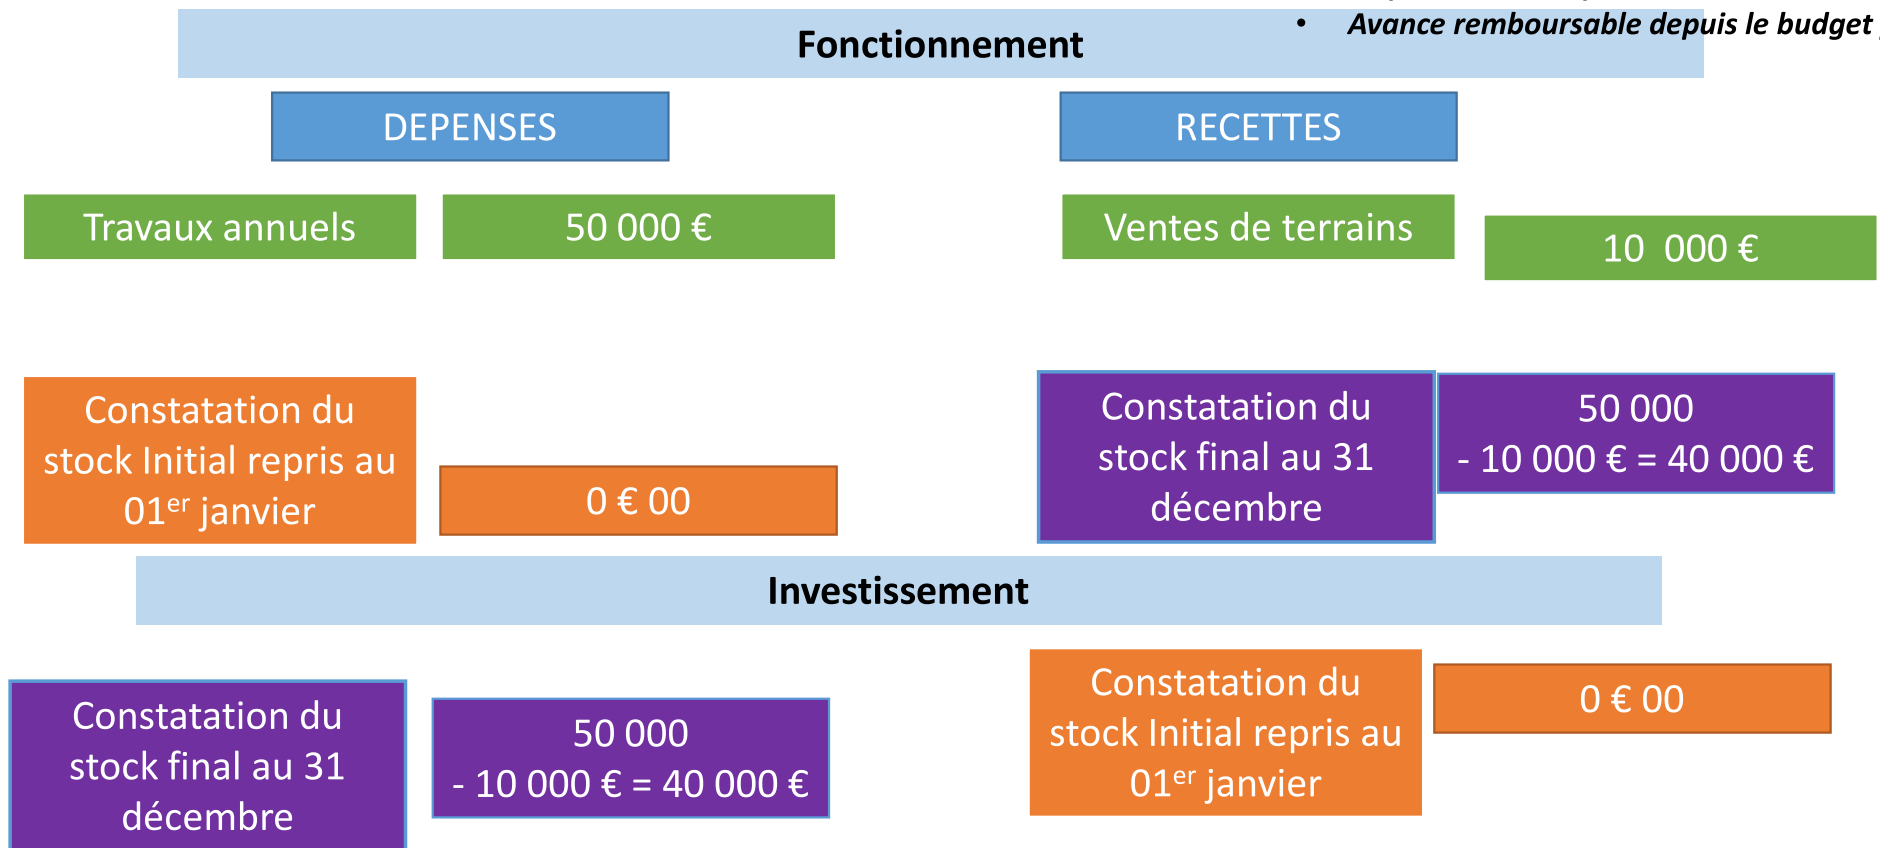 • Avance remboursable depuis le budget
Fonctionnement
DEPENSES
RECETTES
Travaux annuels
50 000 €
Ventes de terrains
10  000 €
Constatation du
stock Initial repris au
01er janvier
0 € 00
Constatation du
stock final au 31
décembre
50 000
- 10 000 € = 40 000 €
Investissement
Constatation du
stock final au 31
décembre
50 000
- 10 000 € = 40 000 €
Constatation du
stock Initial repris au
01er janvier
0 € 00